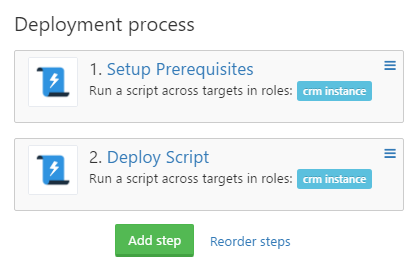 Deployment process
1. Setup Prerequisites
Run a script across targets in roles: crm instance
2. Deploy Script
Run a script across targets in roles: crm instance
Add step Reorder steps